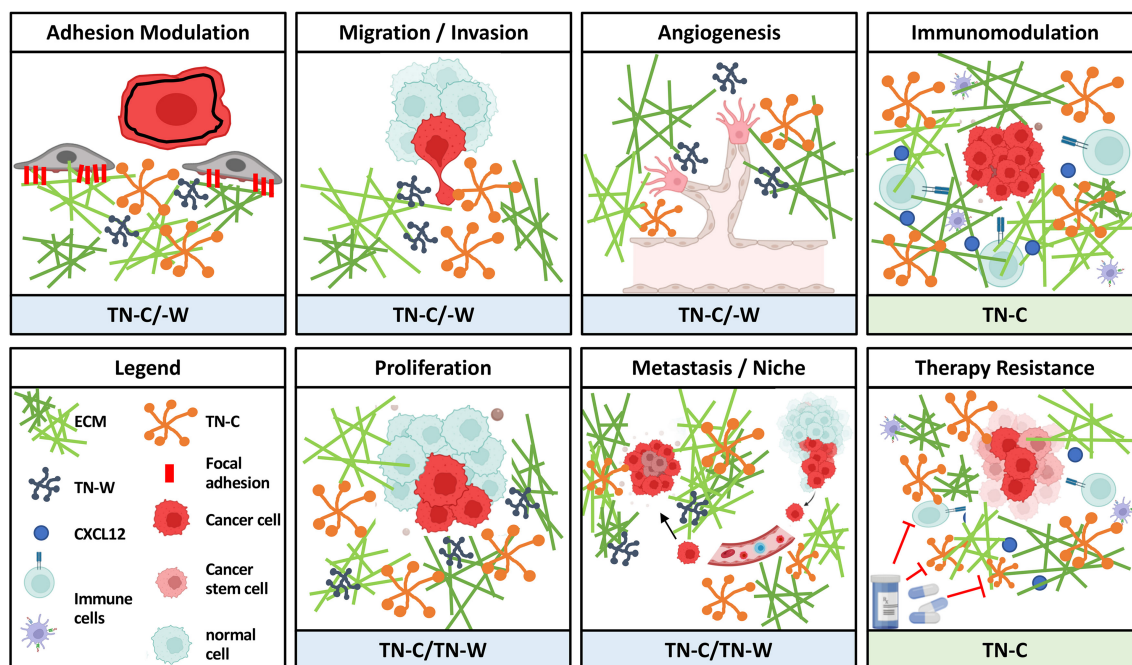 Adhesion Modulation
Migration / Invasion
Angiogenesis
Immunomodulation
TN-C/-W
TN-C/-W
TN-C/-W
TN-C
Legend
Proliferation
Metastasis / Niche
Therapy Resistance
ECM
TN-C
TN-W
Focal
adhesion
CXCL12
Cancer cell
Immune
cells
Cancer
stem cell
normal
cell
TN-C/TN-W
TN-C/TN-W
TN-C